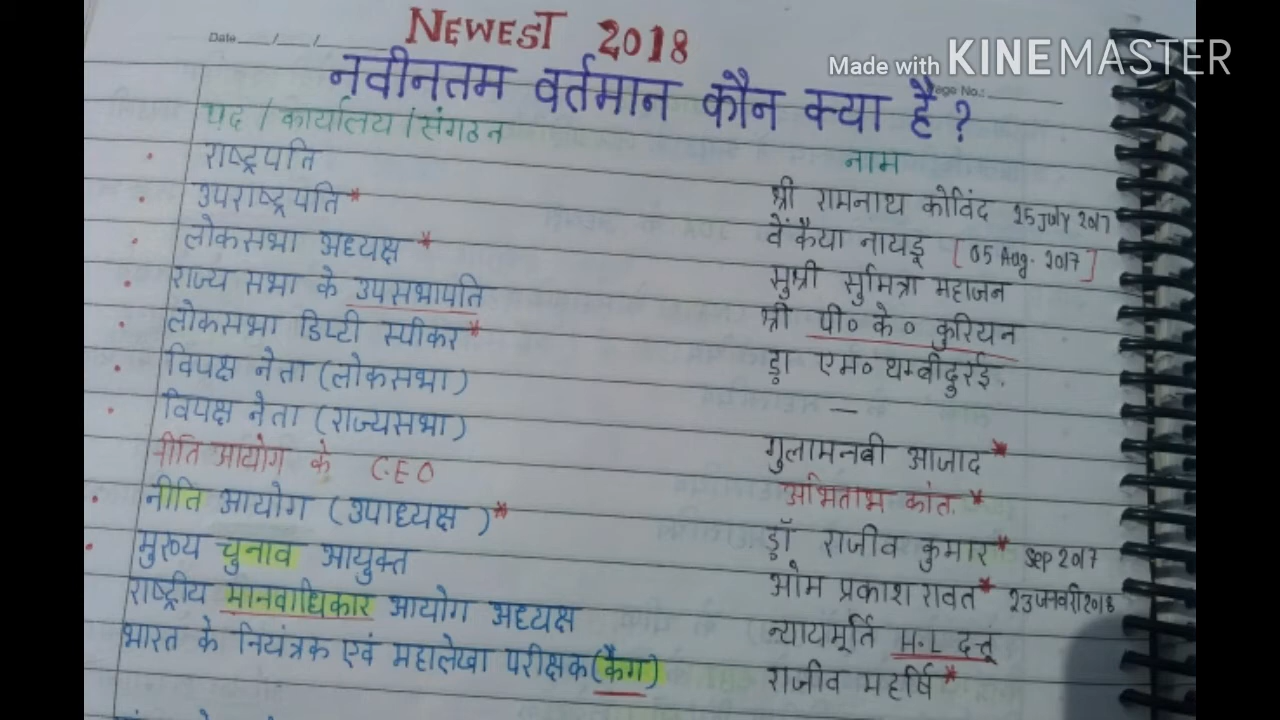 NEWEST 2018
Date
Made with KINEMASTER
नवीनतम वर्तमान कौन क्या है?
Page No.:
पद / कार्यालय / संगठन नाम
राष्ट्रपति श्री रामनाथ कोविंद 25 July 2017
उपराष्ट्रपति* वेंकैया नायडू [05 Aug. 2017]
लोकसभा अध्यक्ष * सुश्री सुमित्रा महाजन
राज्य सभा के उपसभापति श्री पी० के० कुरियन
लोकसभा डिप्टी स्पीकर* ड़ा एम० थम्बीदुरई.
विपक्ष नेता (लोकसभा) —
विपक्ष नेता (राज्यसभा) गुलामनबी आजाद *
नीति आयोग के C.E.O अमिताभ कांत. *
नीति आयोग (उपाध्यक्ष)* ड़ॉ राजीव कुमार* Sep 2017
मुख्य चुनाव आयुक्त ओम प्रकाश रावत* 23 जनवरी 2018
राष्ट्रीय मानवाधिकार आयोग अध्यक्ष न्यायमूर्ति H.L दत्तू
भारत के नियंत्रक एवं महालेखा परीक्षक (कैग) राजीव महर्षि *